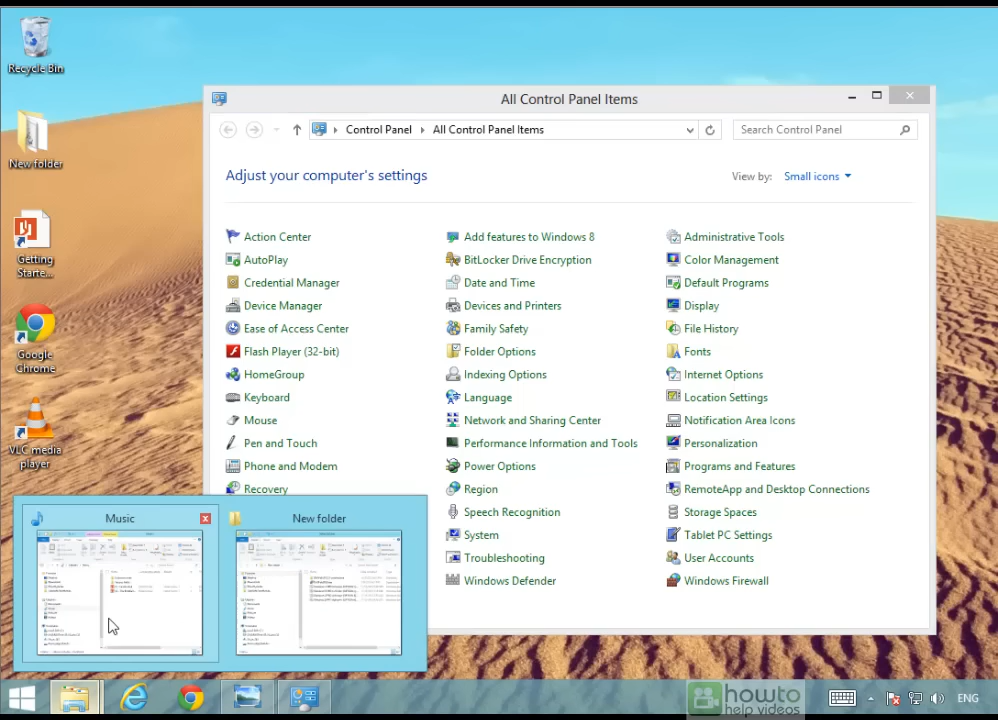 Recycle Bin
New folder
Getting
Starte...
Google
Chrome
VLC media
player
All Control Panel Items
Control Panel
All Control Panel Items
Search Control Panel
Adjust your computer's settings
View by:
Small icons
Action Center
Add features to Windows 8
Administrative Tools
AutoPlay
BitLocker Drive Encryption
Color Management
Credential Manager
Date and Time
Default Programs
Device Manager
Devices and Printers
Display
Ease of Access Center
Family Safety
File History
Flash Player (32-bit)
Folder Options
Fonts
HomeGroup
Indexing Options
Internet Options
Keyboard
Language
Location Settings
Mouse
Network and Sharing Center
Notification Area Icons
Pen and Touch
Performance Information and Tools
Personalization
Phone and Modem
Power Options
Programs and Features
Recovery
Region
RemoteApp and Desktop Connections
Speech Recognition
Storage Spaces
System
Tablet PC Settings
Troubleshooting
User Accounts
Windows Defender
Windows Firewall
Music
New folder
howto
help videos
ENG